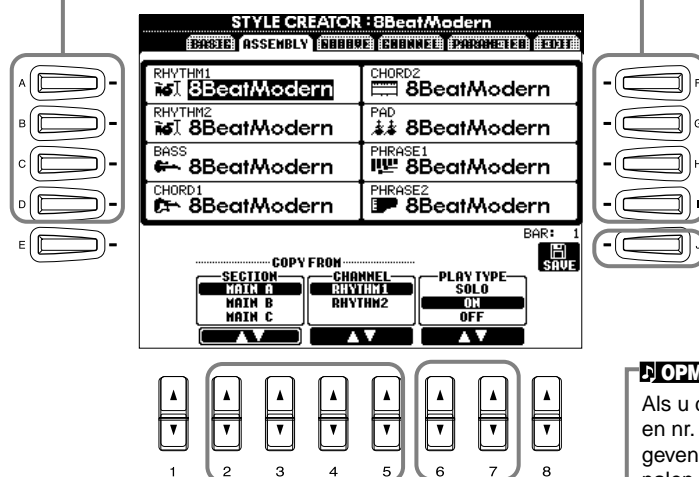 STYLE CREATOR : 8BeatModern
BASIC ASSEMBLY GROOVE CHANNEL PARAMETER EDIT
RHYTHM1
8BeatModern
CHORD2
8BeatModern
RHYTHM2
8BeatModern
PAD
8BeatModern
BASS
8BeatModern
PHRASE1
8BeatModern
CHORD1
8BeatModern
PHRASE2
8BeatModern
A
B
C
D
E
F
G
H
I
J
BAR: 1
SAVE
COPY FROM
SECTION
MAIN A
MAIN B
MAIN C
CHANNEL
RHYTHM1
RHYTHM2
PLAY TYPE
SOLO
ON
OFF
1 2 3 4 5 6 7 8
Als u
en nr.
geven